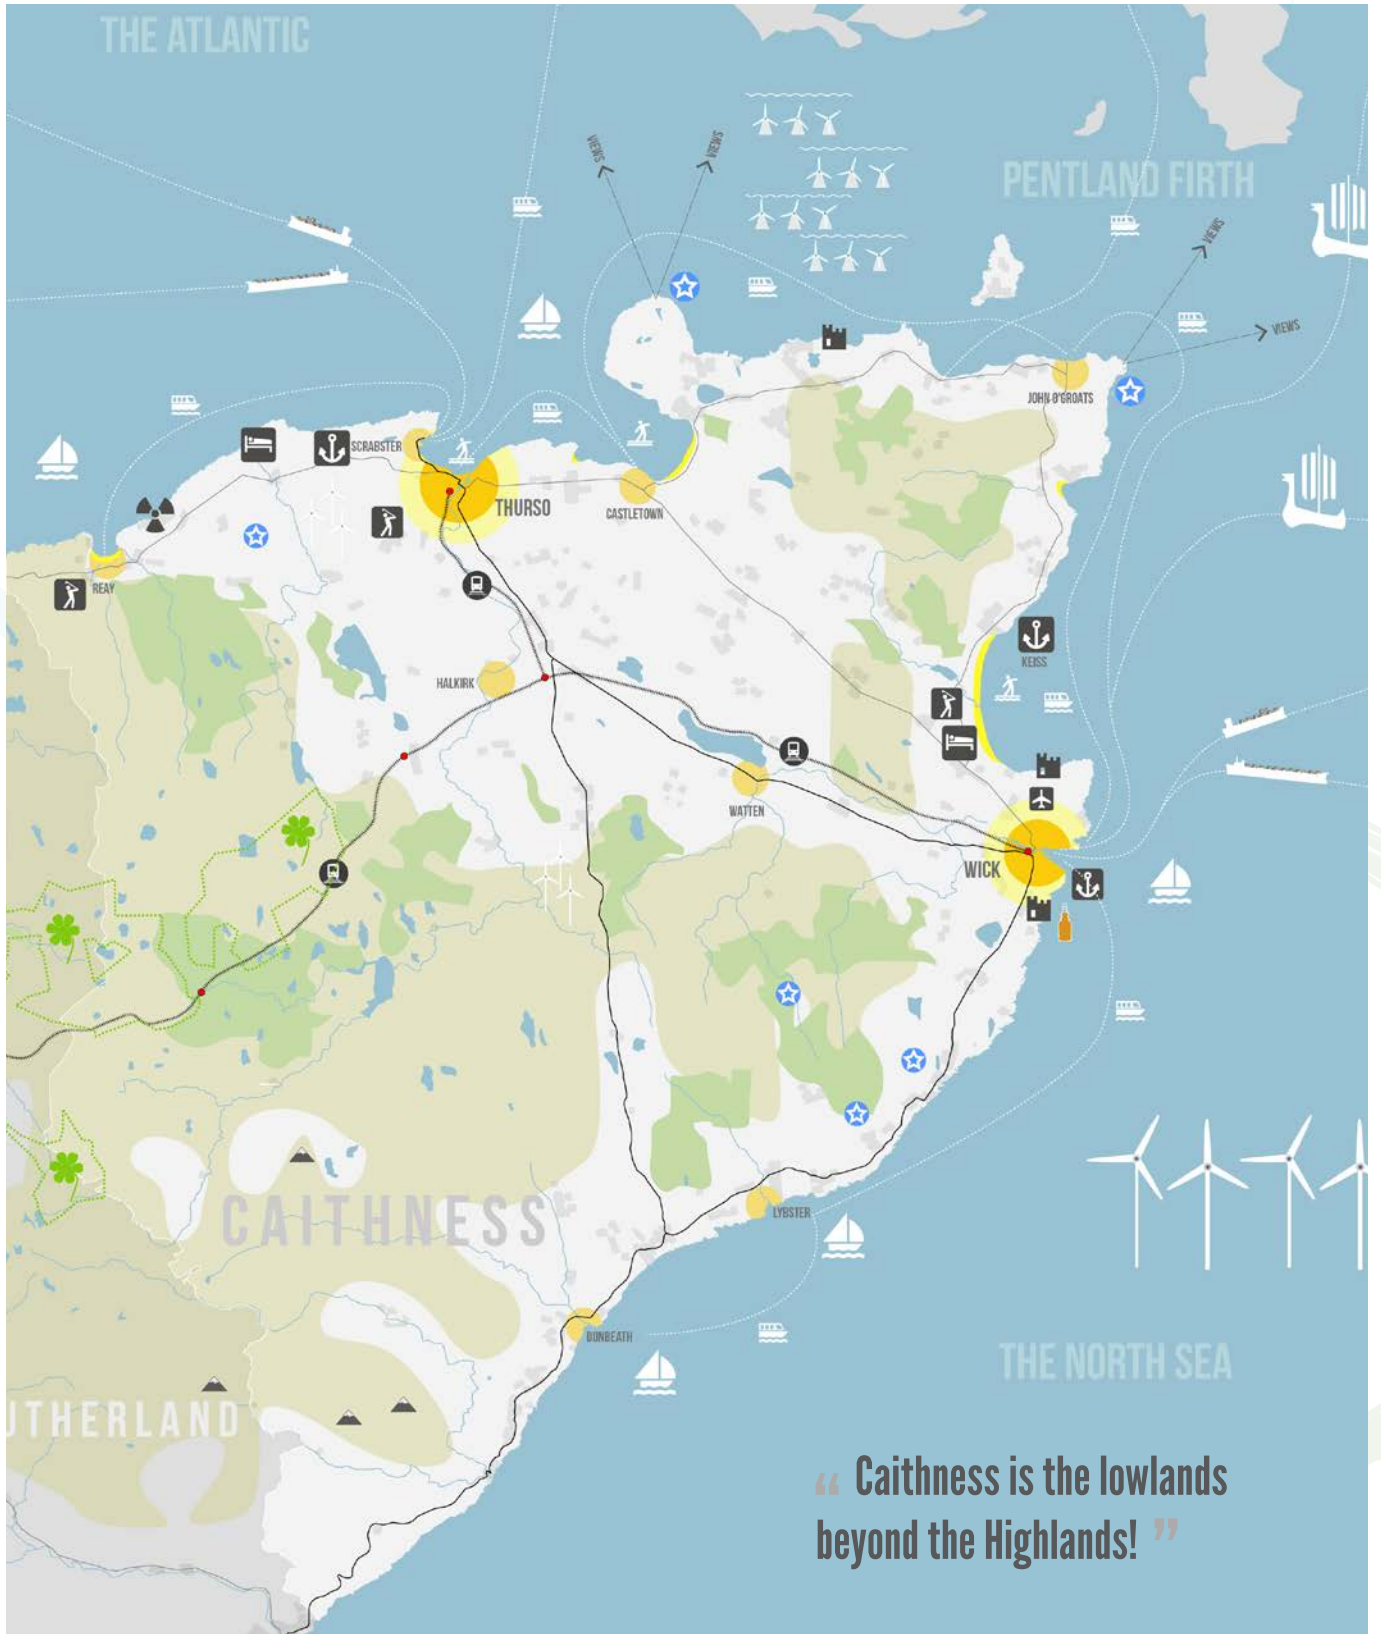 THE ATLANTIC
VIEWS
VIEWS
PENTLAND FIRTH
VIEWS
VIEWS
JOHN O'GROATS
SCRABSTER
THURSO
CASTLETOWN
REAY
KEISS
HALKIRK
WATTEN
WICK
CAITHNESS
LYBSTER
DUNBEATH
THE NORTH SEA
UTHERLAND
“ Caithness is the lowlands
beyond the Highlands! ”